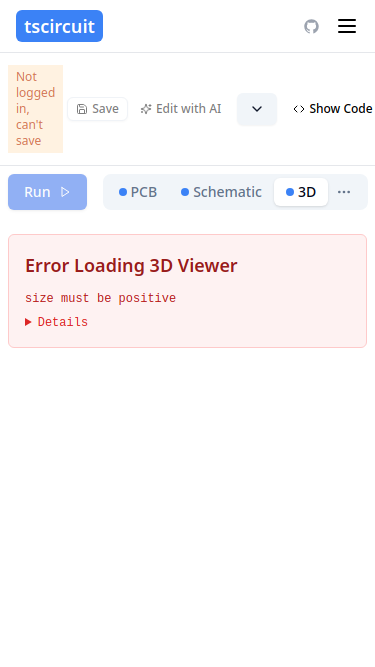 tscircuit
Not
logged
in,
can't
save
Save
Edit with AI
Show Code
Run
PCB
Schematic
3D
Error Loading 3D Viewer
size must be positive
Details